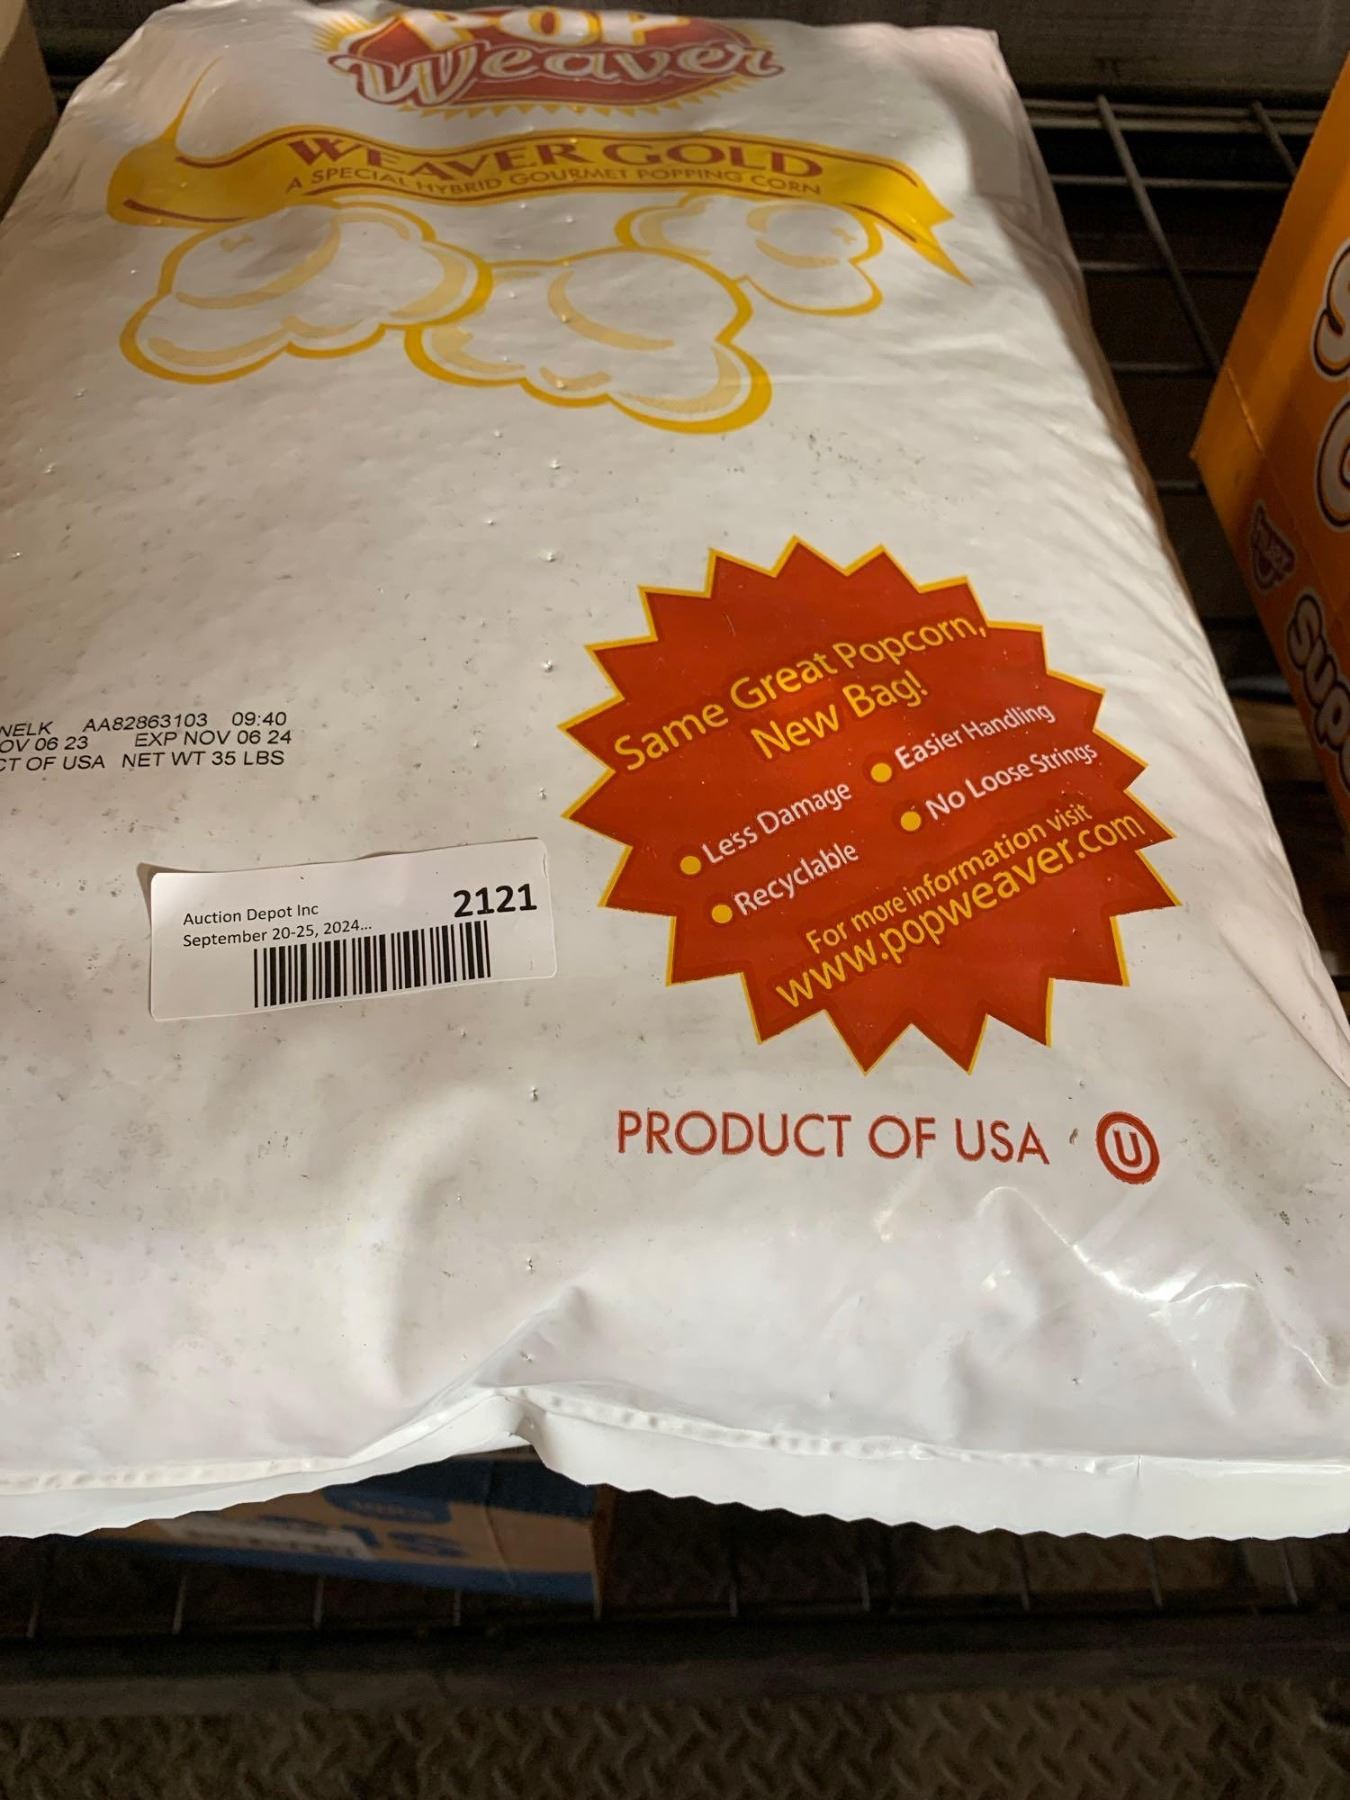 POP
Weaver
WEAVER GOLD
A SPECIAL HYBRID GOURMET POPPING CORN
Same Great Popcorn,
New Bag!
Less Damage
Easier Handling
Recyclable
No Loose Strings
For more information visit
www.popweaver.com
NELK AA82863103 09:40
OV 06 23 EXP NOV 06 24
CT OF USA NET WT 35 LBS
Auction Depot Inc
2121
September 20-25, 2024...
PRODUCT OF USA
U